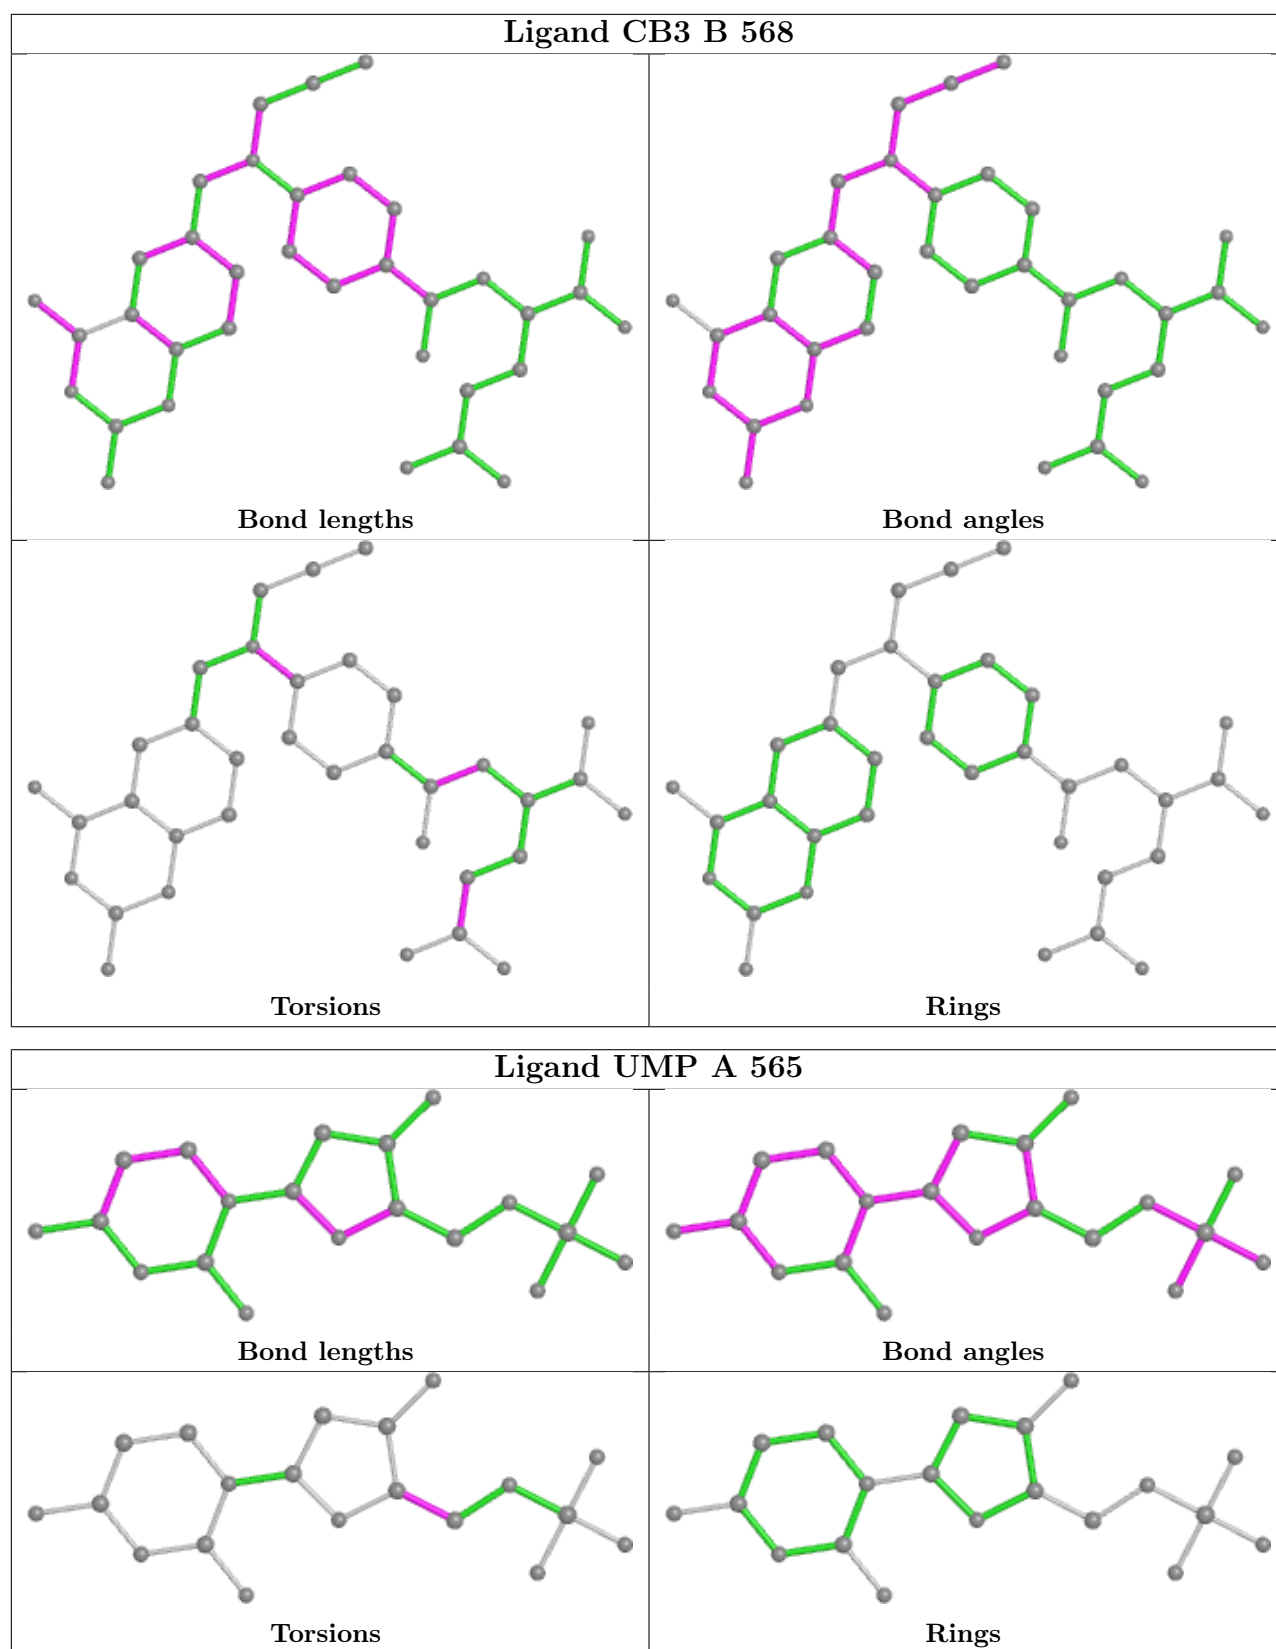 Ligand CB3 B 568
Bond lengths
Bond angles
Torsions
Rings
Ligand UMP A 565
Bond lengths
Bond angles
Torsions
Rings